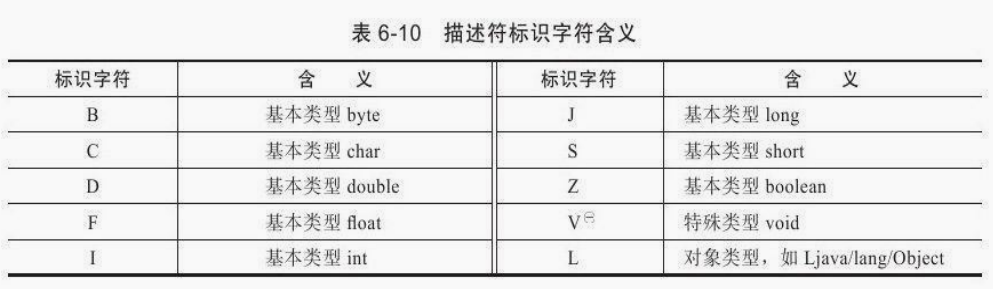 表 6-10 描述符标识字符含义
标识字符 含 义 标识字符 含 义
B 基本类型 byte J 基本类型 long
C 基本类型 char S 基本类型 short
D 基本类型 double Z 基本类型 boolean
F 基本类型 float V㊀ 特殊类型 void
I 基本类型 int L 对象类型，如 Ljava/lang/Object